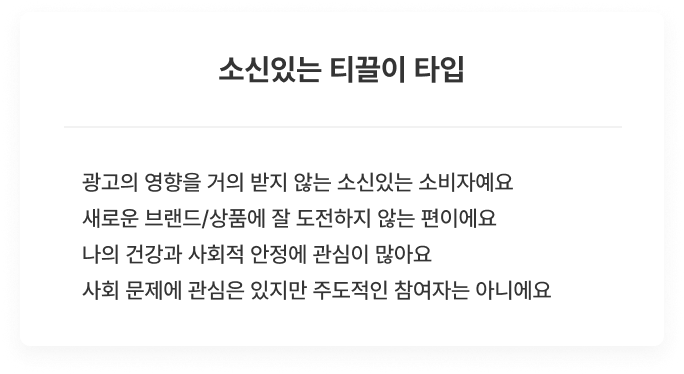 소신있는 티끌이 타입
광고의 영향을 거의 받지 않는 소신있는 소비자예요
새로운 브랜드/상품에 잘 도전하지 않는 편이에요
나의 건강과 사회적 안정에 관심이 많아요
사회 문제에 관심은 있지만 주도적인 참여자는 아니에요